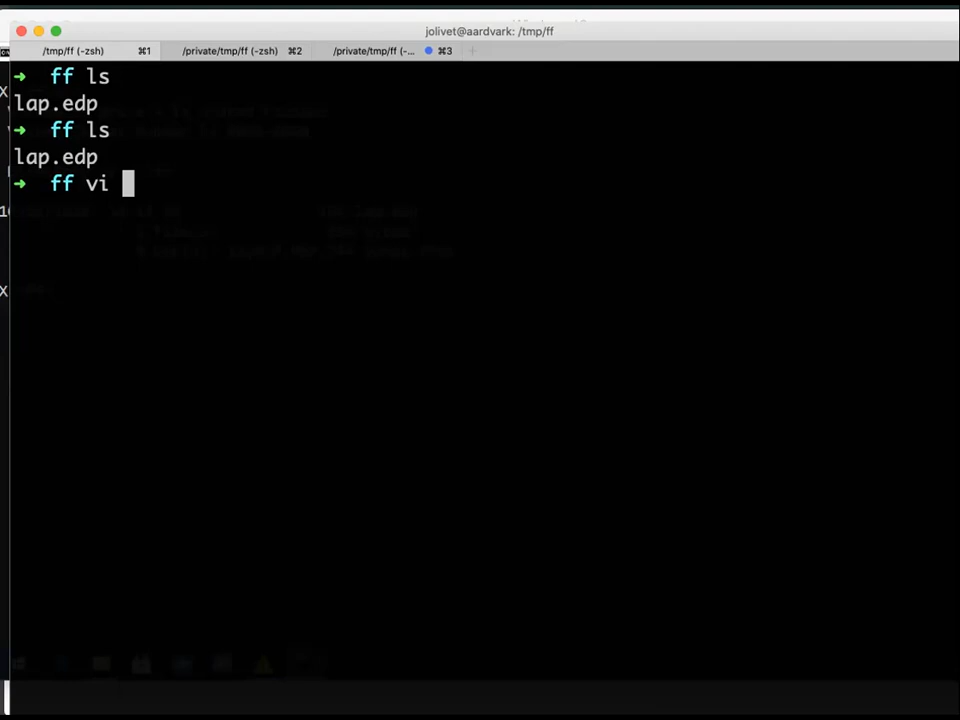 jolivet@aardvark: /tmp/ff
/tmp/ff (-zsh) ⌘1 /private/tmp/ff (-zsh) ⌘2 /private/tmp/ff (-... ⌘3 +
➜ ff ls
lap.edp
➜ ff ls
lap.edp
➜ ff vi